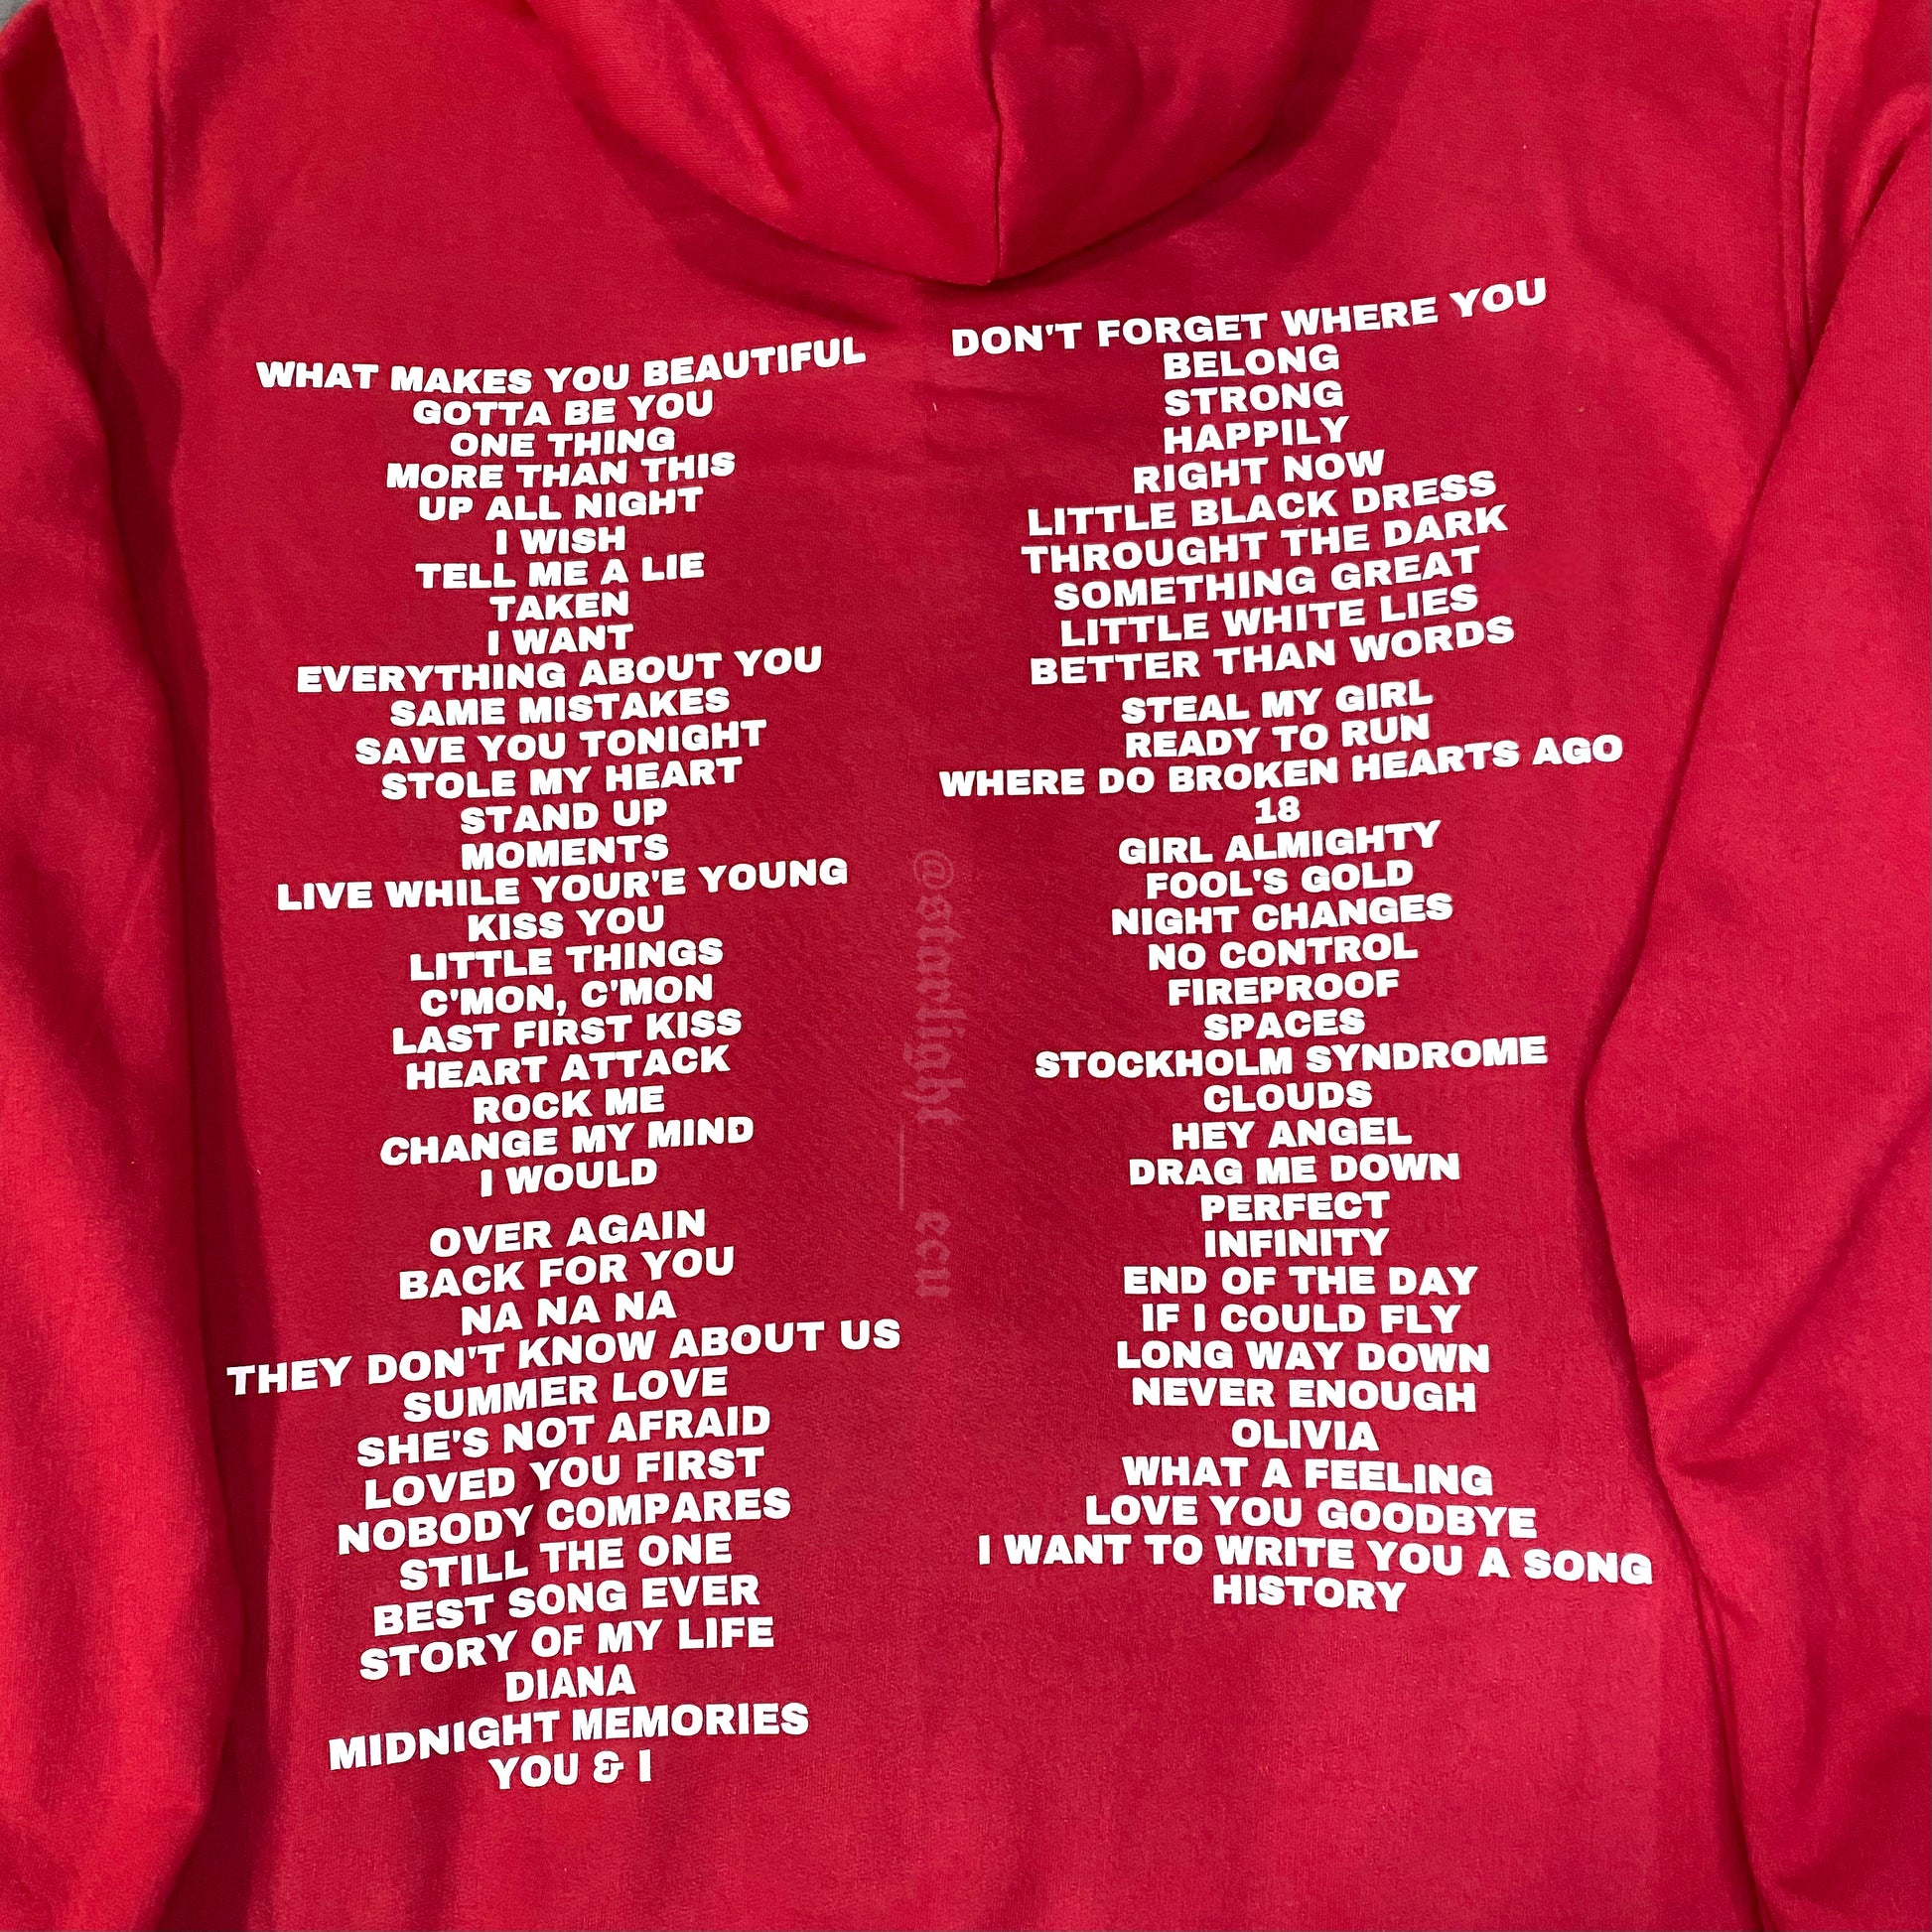 WHAT MAKES YOU BEAUTIFUL
GOTTA BE YOU
ONE THING
MORE THAN THIS
UP ALL NIGHT
I WISH
TELL ME A LIE
TAKEN
I WANT
EVERYTHING ABOUT YOU
SAME MISTAKES
SAVE YOU TONIGHT
STOLE MY HEART
STAND UP
MOMENTS
LIVE WHILE YOUR'E YOUNG
KISS YOU
LITTLE THINGS
C'MON, C'MON
LAST FIRST KISS
HEART ATTACK
ROCK ME
CHANGE MY MIND
I WOULD
OVER AGAIN
BACK FOR YOU
NA NA NA
THEY DON'T KNOW ABOUT US
SUMMER LOVE
SHE'S NOT AFRAID
LOVED YOU FIRST
NOBODY COMPARES
STILL THE ONE
BEST SONG EVER
STORY OF MY LIFE
DIANA
MIDNIGHT MEMORIES
YOU & I
DON'T FORGET WHERE YOU
BELONG
STRONG
HAPPILY
RIGHT NOW
LITTLE BLACK DRESS
THROUGHT THE DARK
SOMETHING GREAT
LITTLE WHITE LIES
BETTER THAN WORDS
STEAL MY GIRL
READY TO RUN
WHERE DO BROKEN HEARTS AGO
18
GIRL ALMIGHTY
FOOL'S GOLD
NIGHT CHANGES
NO CONTROL
FIREPROOF
SPACES
STOCKHOLM SYNDROME
CLOUDS
HEY ANGEL
DRAG ME DOWN
PERFECT
INFINITY
END OF THE DAY
IF I COULD FLY
LONG WAY DOWN
NEVER ENOUGH
OLIVIA
WHAT A FEELING
LOVE YOU GOODBYE
I WANT TO WRITE YOU A SONG
HISTORY
@starlight__ecu